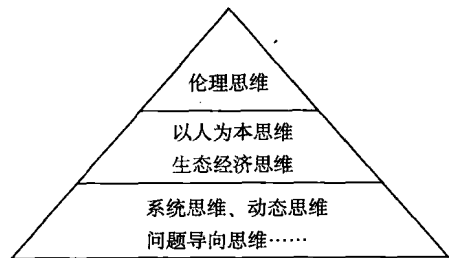 伦理思维
以人为本思维
生态经济思维
系统思维、动态思维
问题导向思维……